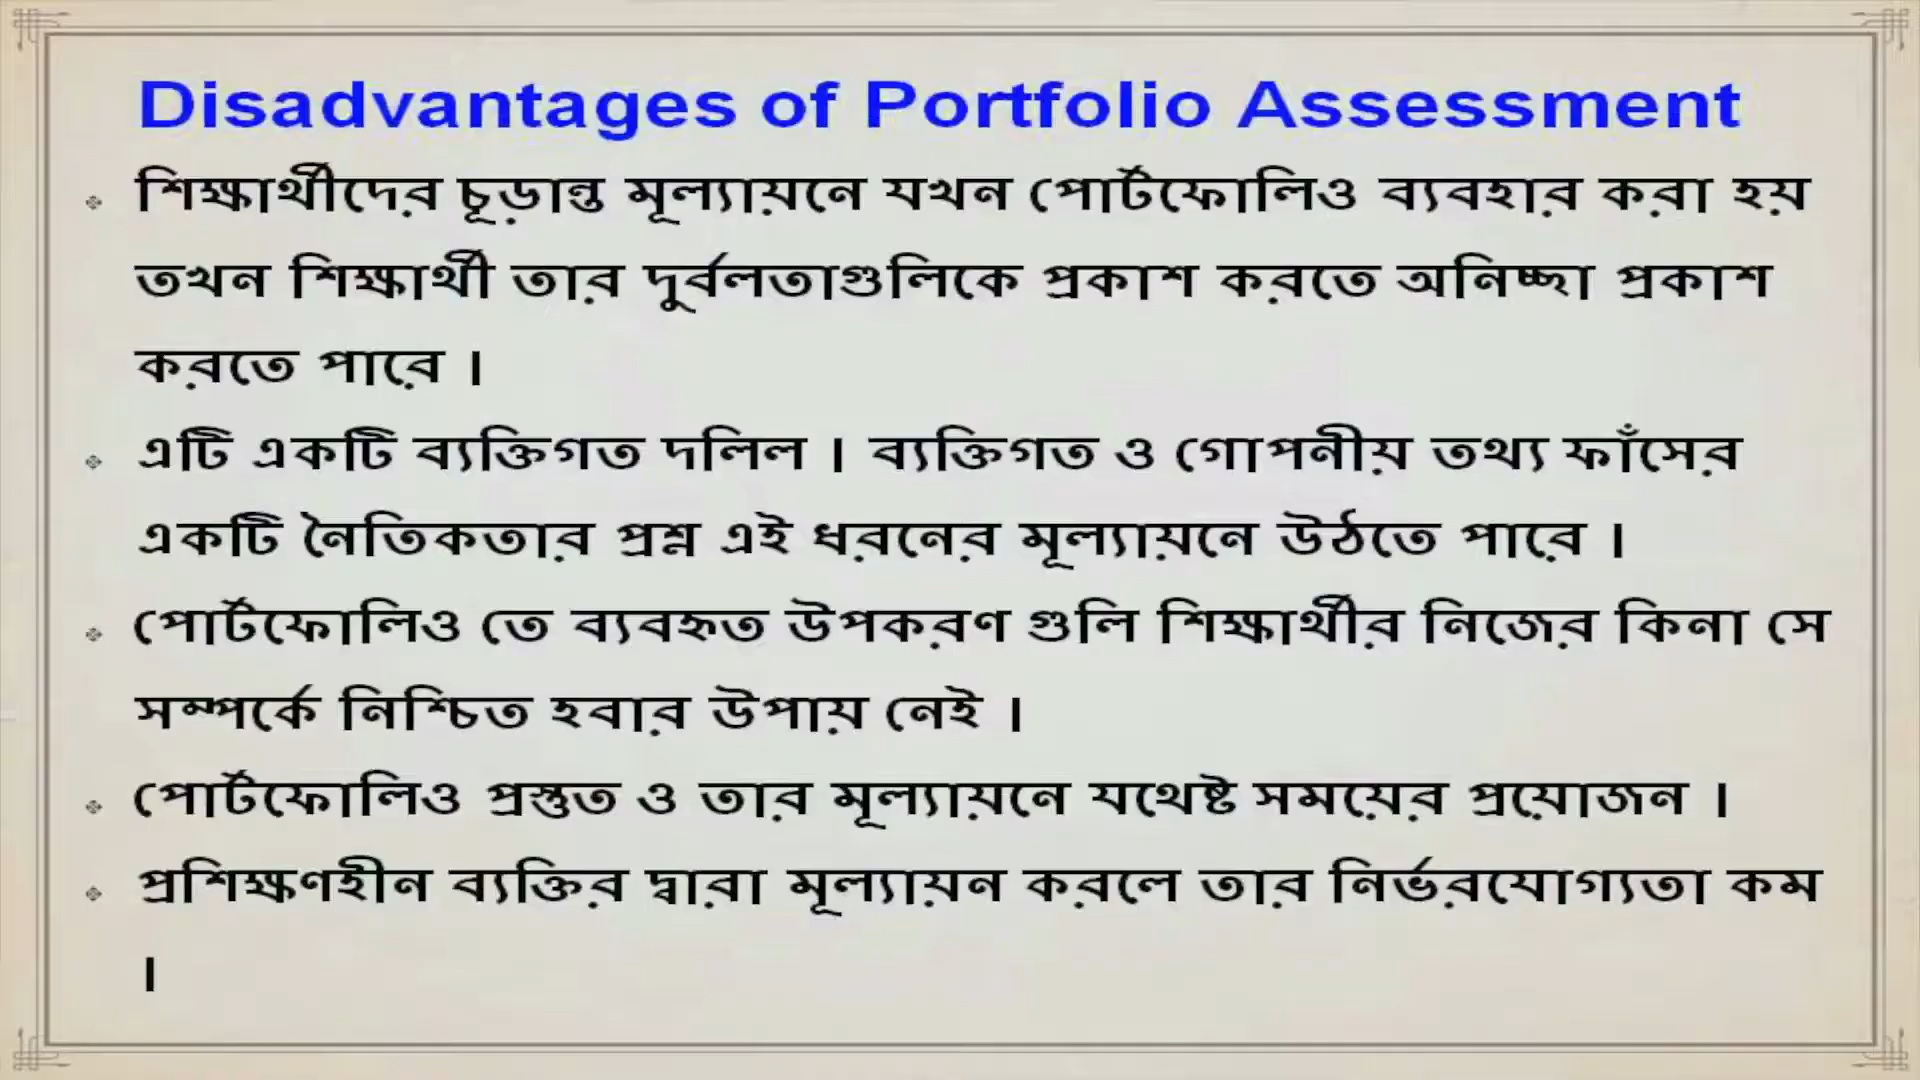 Disadvantages of Portfolio Assessment
শিক্ষার্থীদের চূড়ান্ত মূল্যায়নে যখন পোর্টফোলিও ব্যবহার করা হয়
তখন শিক্ষার্থী তার দুর্বলতাগুলিকে প্রকাশ করতে অনিচ্ছা প্রকাশ
করতে পারে ।
এটি একটি ব্যক্তিগত দলিল । ব্যক্তিগত ও গোপনীয় তথ্য ফাঁসের
একটি নৈতিকতার প্রশ্ন এই ধরনের মূল্যায়নে উঠতে পারে ।
পোর্টফোলিও তে ব্যবহৃত উপকরণ গুলি শিক্ষার্থীর নিজের কিনা সে
সম্পর্কে নিশ্চিত হবার উপায় নেই ।
পোর্টফোলিও প্রস্তুত ও তার মূল্যায়নে যথেষ্ট সময়ের প্রয়োজন ।
প্রশিক্ষণহীন ব্যক্তির দ্বারা মূল্যায়ন করলে তার নির্ভরযোগ্যতা কম
।